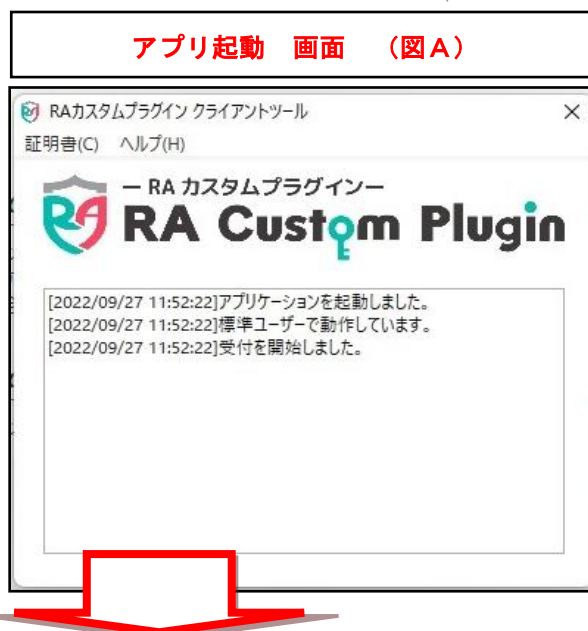 アプリ起動　画面　（図Ａ）
RAカスタムプラグイン クライアントツール
証明書(C) ヘルプ(H)
RA
ー RA カスタムプラグインー
RA Custom Plugin
[2022/09/27 11:52:22]アプリケーションを起動しました。
[2022/09/27 11:52:22]標準ユーザーで動作しています。
[2022/09/27 11:52:22]受付を開始しました。